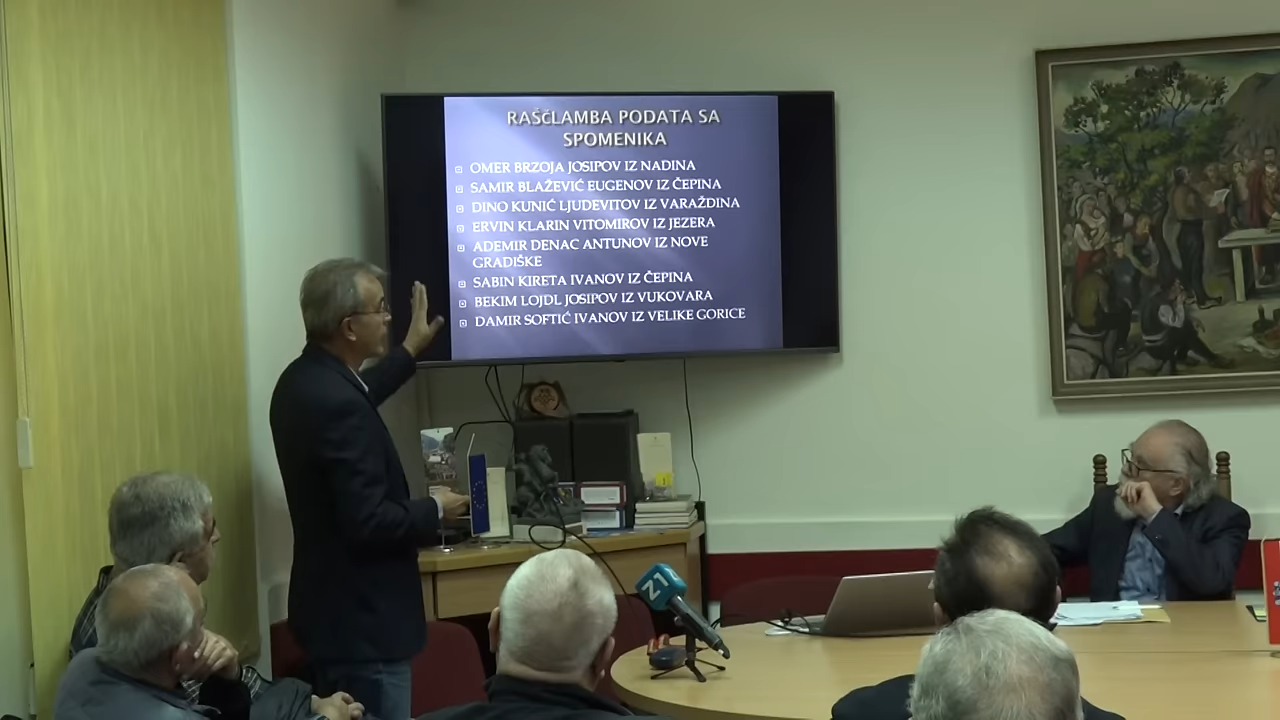 RAŠČLAMBA PODATA SA
SPOMENIKA
OMER BRZOJA JOSIPOV IZ NADINA
SAMIR BLAŽEVIĆ EUGENOV IZ ČEPINA
DINO KUNIĆ LJUDEVITOV IZ VARAŽDINA
ERVIN KLARIN VITOMIROV IZ JEZERA
ADEMIR DENAC ANTUNOV IZ NOVE
GRADIŠKE
SABIN KIRETA IVANOV IZ ČEPINA
BEKIM LOJDL JOSIPOV IZ VUKOVARA
DAMIR SOFTIĆ IVANOV IZ VELIKE GORICE
Z1